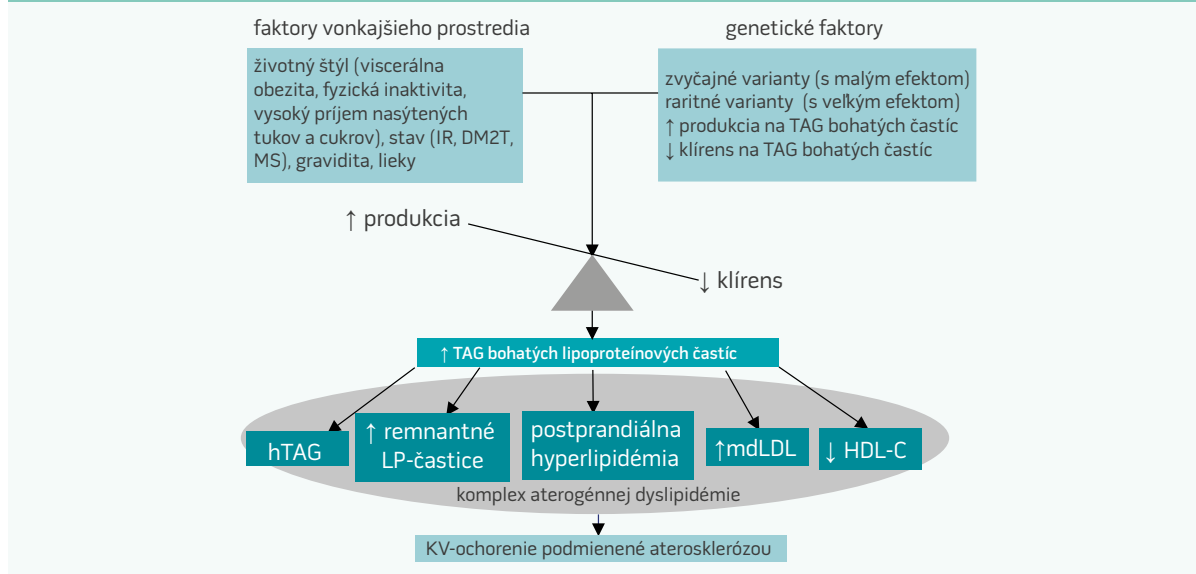 faktory vonkajšieho prostredia
životný štýl (viscerálna
obezita, fyzická inaktivita,
vysoký príjem nasýtených
tukov a cukrov), stav (IR, DM2T,
MS), gravidita, lieky
genetické faktory
zvyčajné varianty (s malým efektom)
raritné varianty (s veľkým efektom)
↑ produkcia na TAG bohatých častíc
↓ klírens na TAG bohatých častíc
↑ produkcia
↓ klírens
↑ TAG bohatých lipoproteínových častíc
hTAG
↑ remnantné
LP-častice
postprandiálna
hyperlipidémia
↑mdLDL
↓ HDL-C
komplex aterogénnej dyslipidémie
KV-ochorenie podmienené aterosklerózou